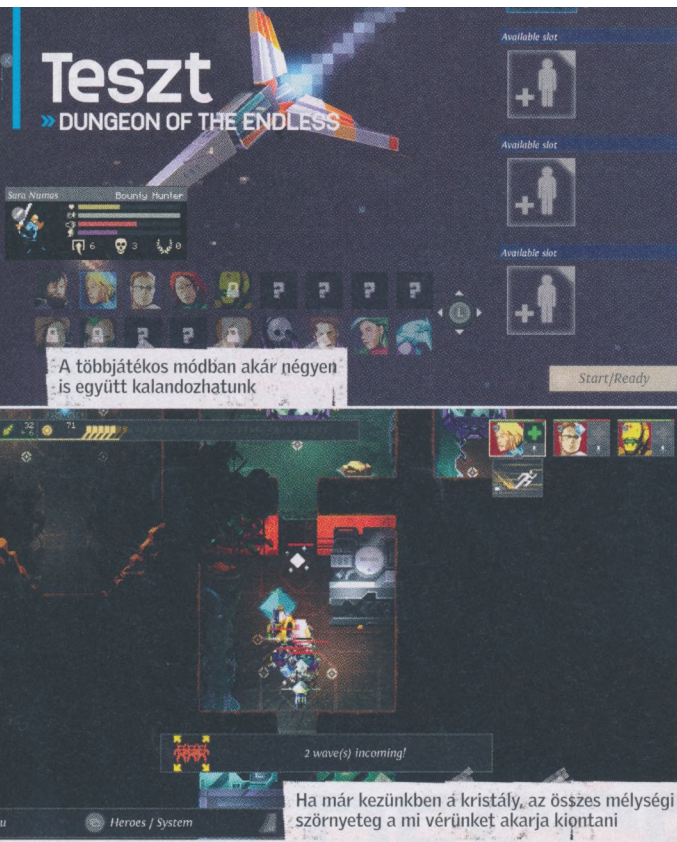 Teszt
» DUNGEON OF THE ENDLESS
Available slot
Available slot
Available slot
Sara Numas Bounty Hunter
6 3 0
L
A többjátékos módban akár négyen
is együtt kalandozhatunk
Start/Ready
32 71
+ 6
2 wave(s) incoming!
Ha már kezünkben a kristály, az összes mélységi
szörnyeteg a mi vérünket akarja kiontani
Heroes / System